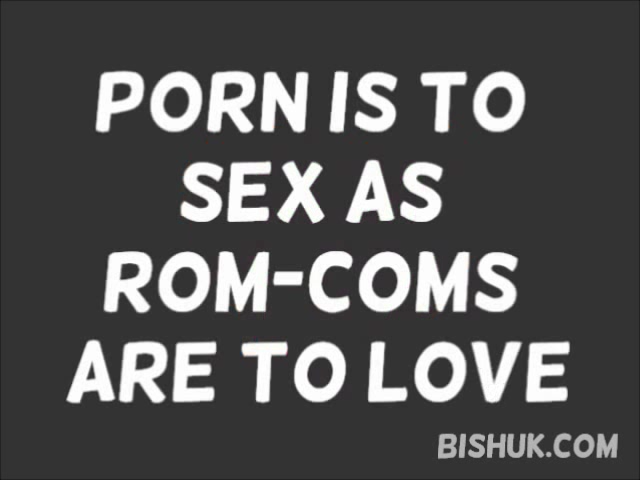 PORN IS TO
SEX AS
ROM-COMS
ARE TO LOVE
BISHUK.COM